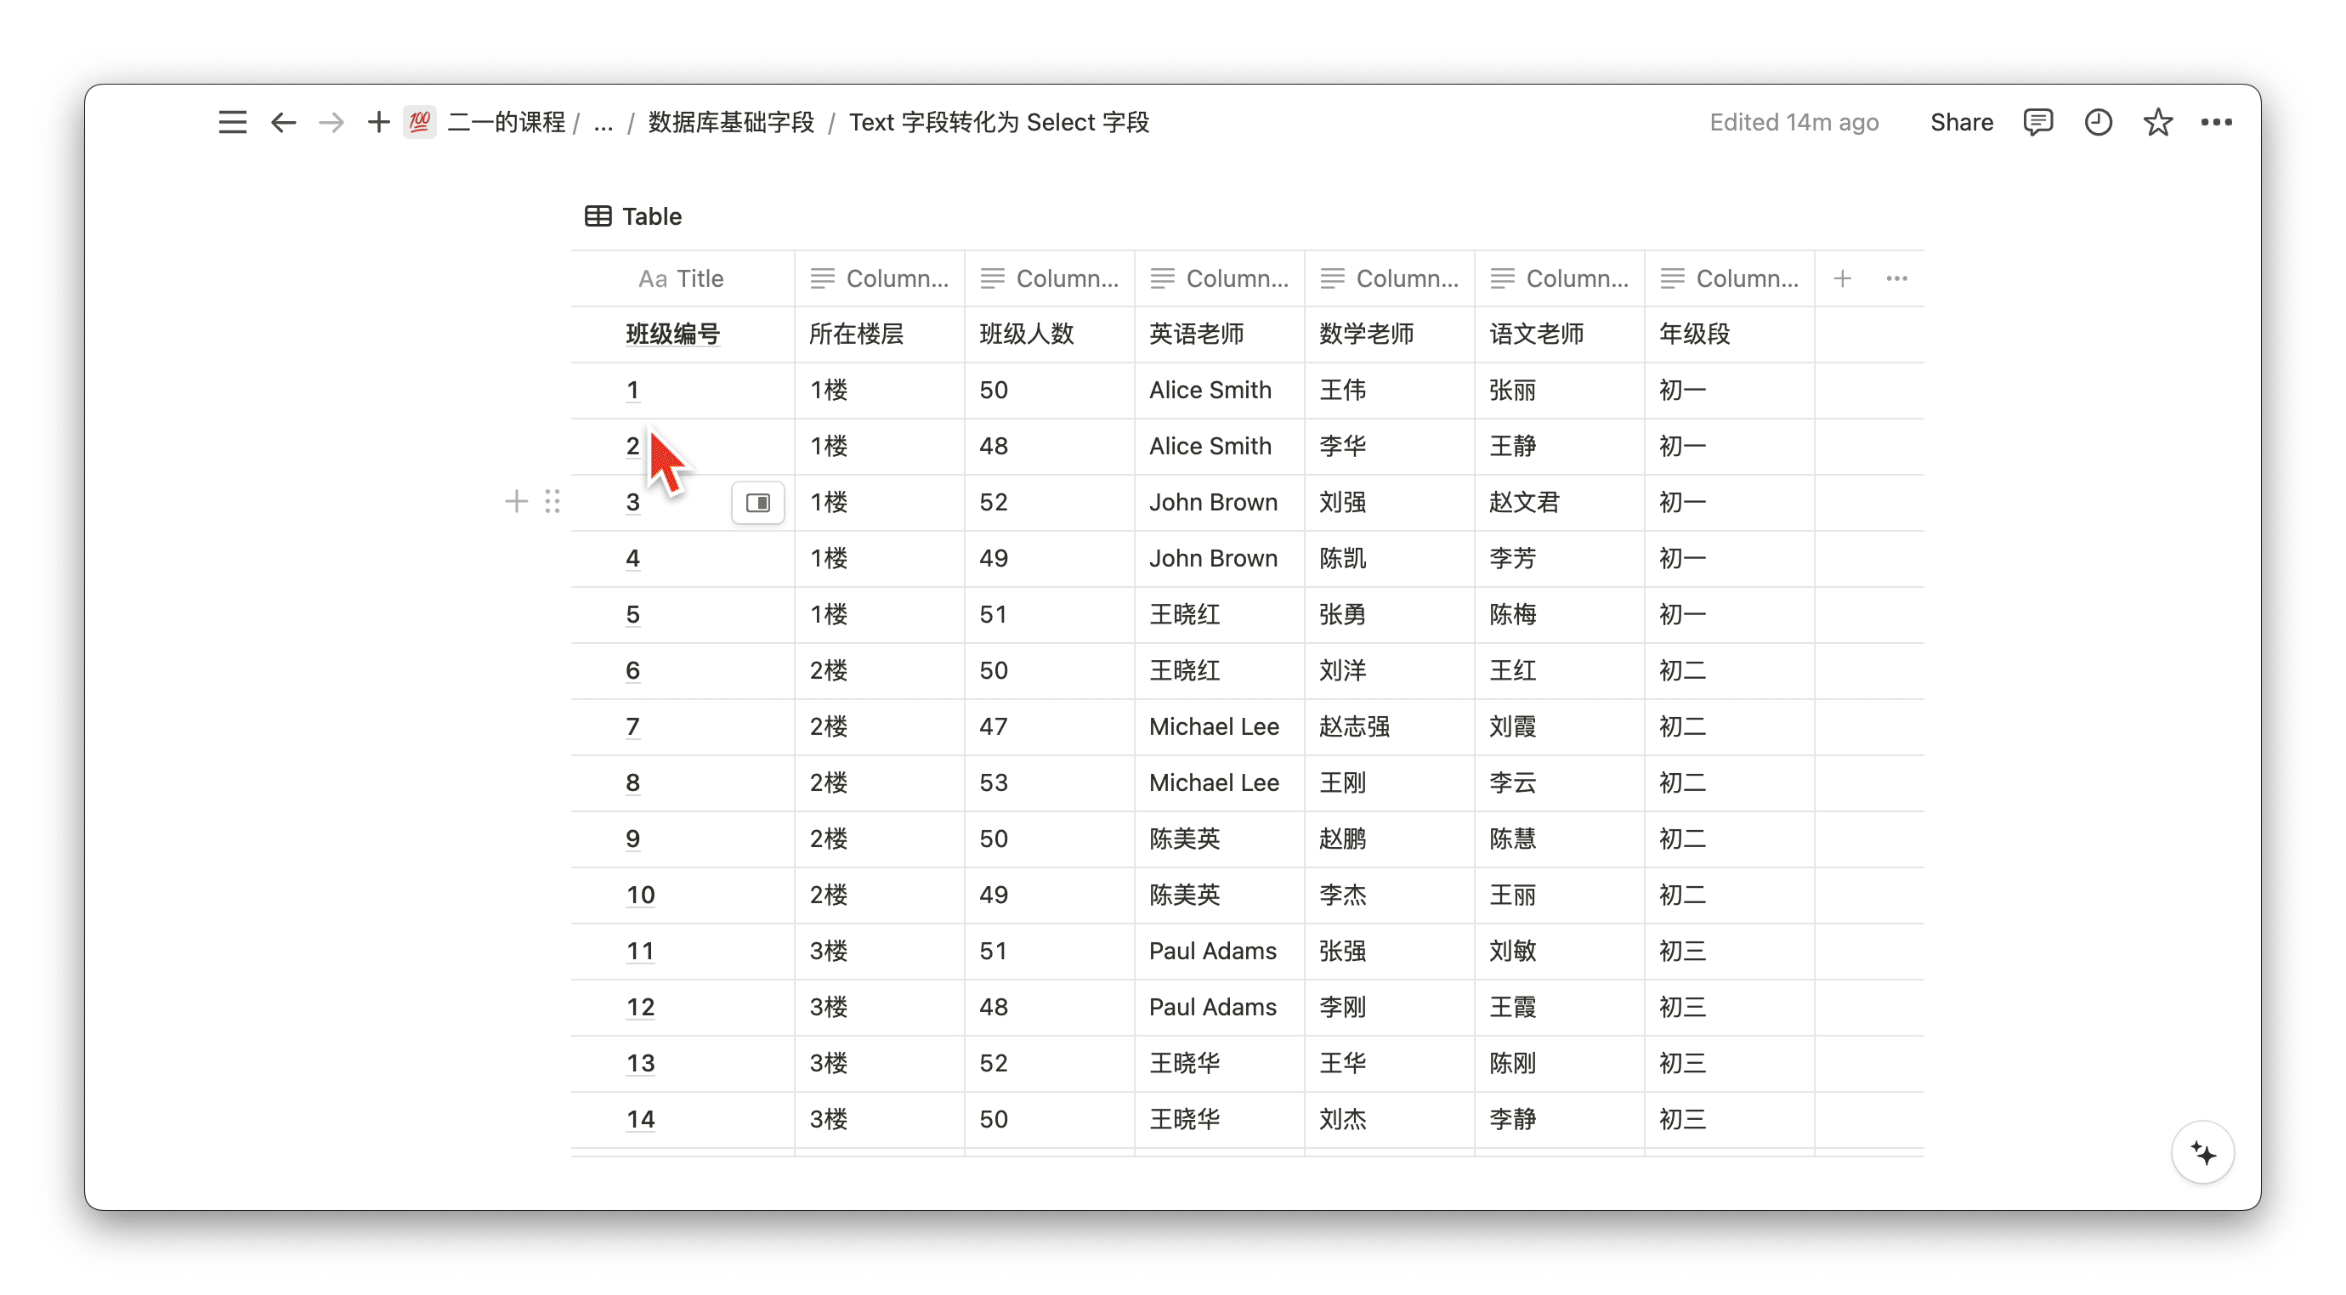 💯 二一的课程 / ... / 数据库基础字段 / Text 字段转化为 Select 字段 Edited 14m ago Share
Table
Aa Title Column... Column... Column... Column... Column... Column...
班级编号 所在楼层 班级人数 英语老师 数学老师 语文老师 年级段
1 1楼 50 Alice Smith 王伟 张丽 初一
2 1楼 48 Alice Smith 李华 王静 初一
3 1楼 52 John Brown 刘强 赵文君 初一
4 1楼 49 John Brown 陈凯 李芳 初一
5 1楼 51 王晓红 张勇 陈梅 初一
6 2楼 50 王晓红 刘洋 王红 初二
7 2楼 47 Michael Lee 赵志强 刘霞 初二
8 2楼 53 Michael Lee 王刚 李云 初二
9 2楼 50 陈美英 赵鹏 陈慧 初二
10 2楼 49 陈美英 李杰 王丽 初二
11 3楼 51 Paul Adams 张强 刘敏 初三
12 3楼 48 Paul Adams 李刚 王霞 初三
13 3楼 52 王晓华 王华 陈刚 初三
14 3楼 50 王晓华 刘杰 李静 初三